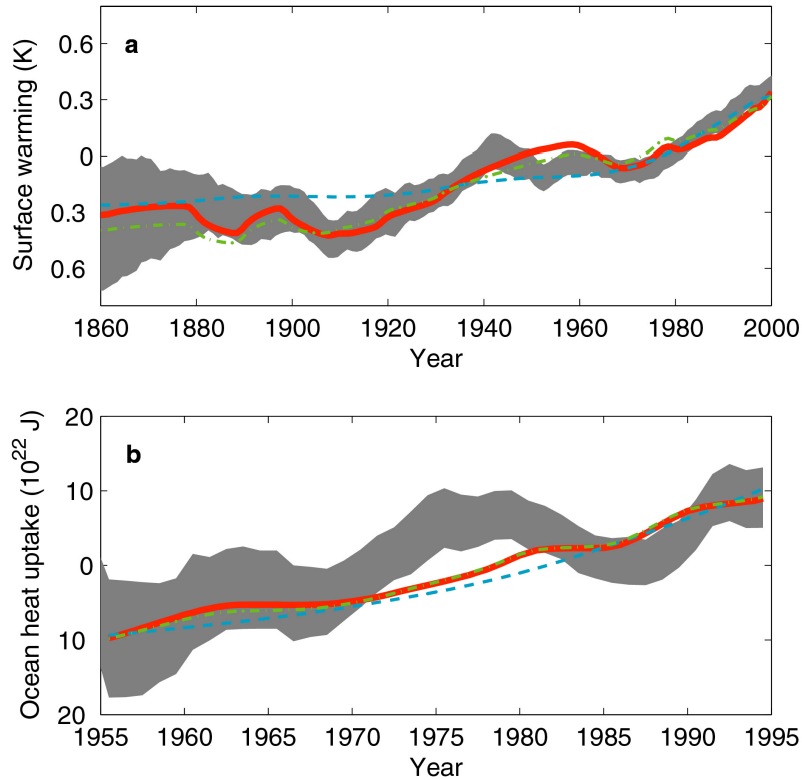 a
Surface warming (K)
0.6
0.3
0
0.3
0.6
1860 1880 1900 1920 1940 1960 1980 2000
Year
b
Ocean heat uptake (10²² J)
20
10
0
10
20
1955 1960 1965 1970 1975 1980 1985 1990 1995
Year